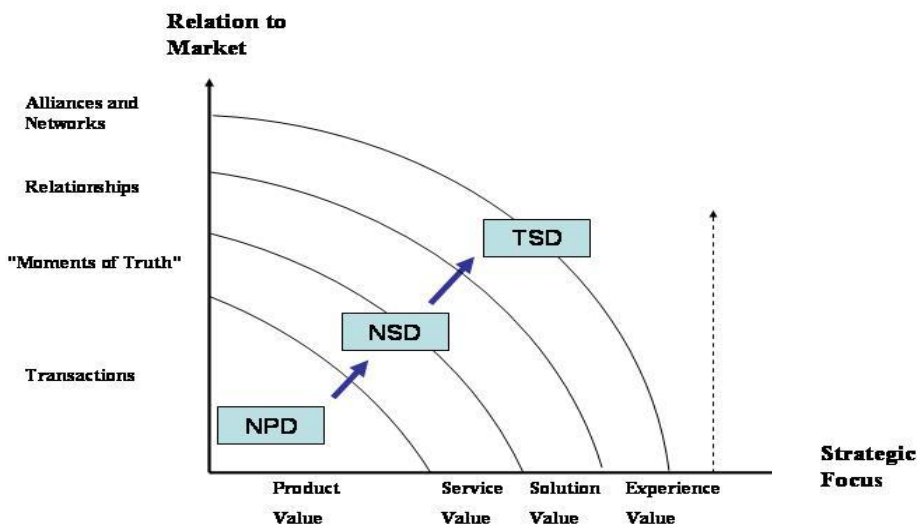 Relation to
Market
Alliances and
Networks
Relationships
"Moments of Truth"
Transactions
TSD
NSD
NPD
Strategic
Focus
Product
Value
Service
Value
Solution
Value
Experience
Value